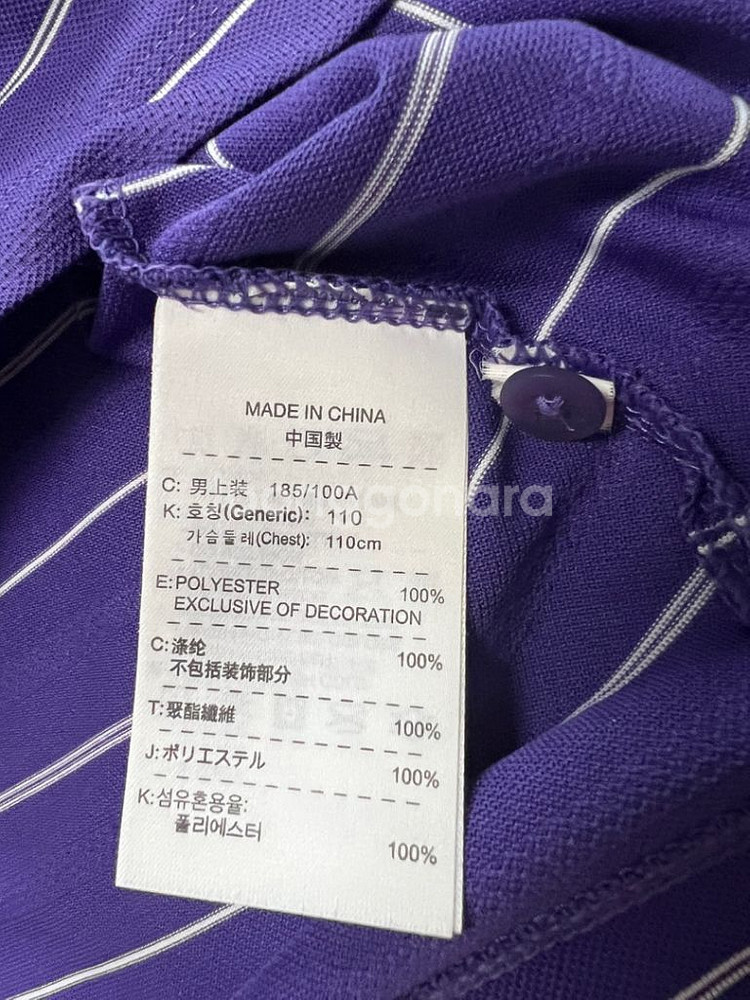 MADE IN CHINA
中国製
C: 男上装 185/100A
K: 호칭(Generic): 110
가슴둘레(Chest): 110cm
E:POLYESTER 100%
EXCLUSIVE OF DECORATION
C:涤纶 100%
不包括装饰部分
T:聚酯纖維 100%
J:ポリエステル 100%
K:섬유혼용율:
폴리에스터 100%